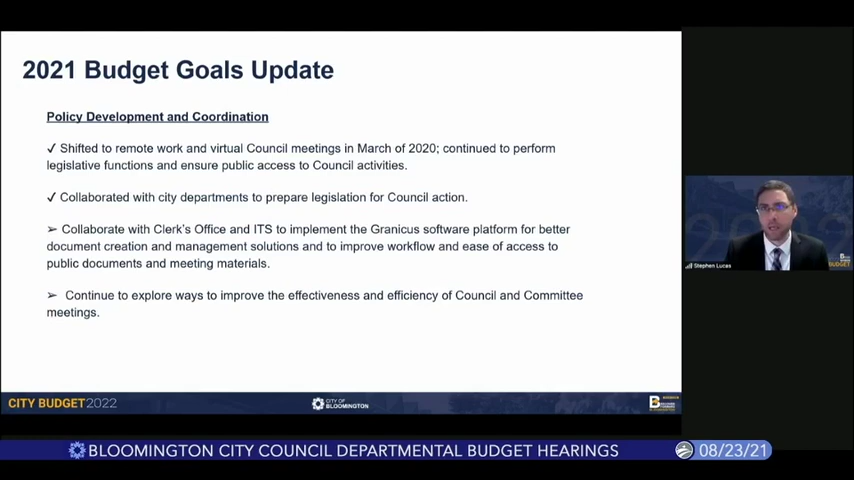 2021 Budget Goals Update
Policy Development and Coordination
✓ Shifted to remote work and virtual Council meetings in March of 2020; continued to perform
legislative functions and ensure public access to Council activities.
✓ Collaborated with city departments to prepare legislation for Council action.
➢ Collaborate with Clerk's Office and ITS to implement the Granicus software platform for better
document creation and management solutions and to improve workflow and ease of access to
public documents and meeting materials.
➢ Continue to explore ways to improve the effectiveness and efficiency of Council and Committee
meetings.
Stephen Lucas
BUDGET
CITY BUDGET2022
CITY OF
BLOOMINGTON
BLOOMINGTON CITY COUNCIL DEPARTMENTAL BUDGET HEARINGS
08/23/21